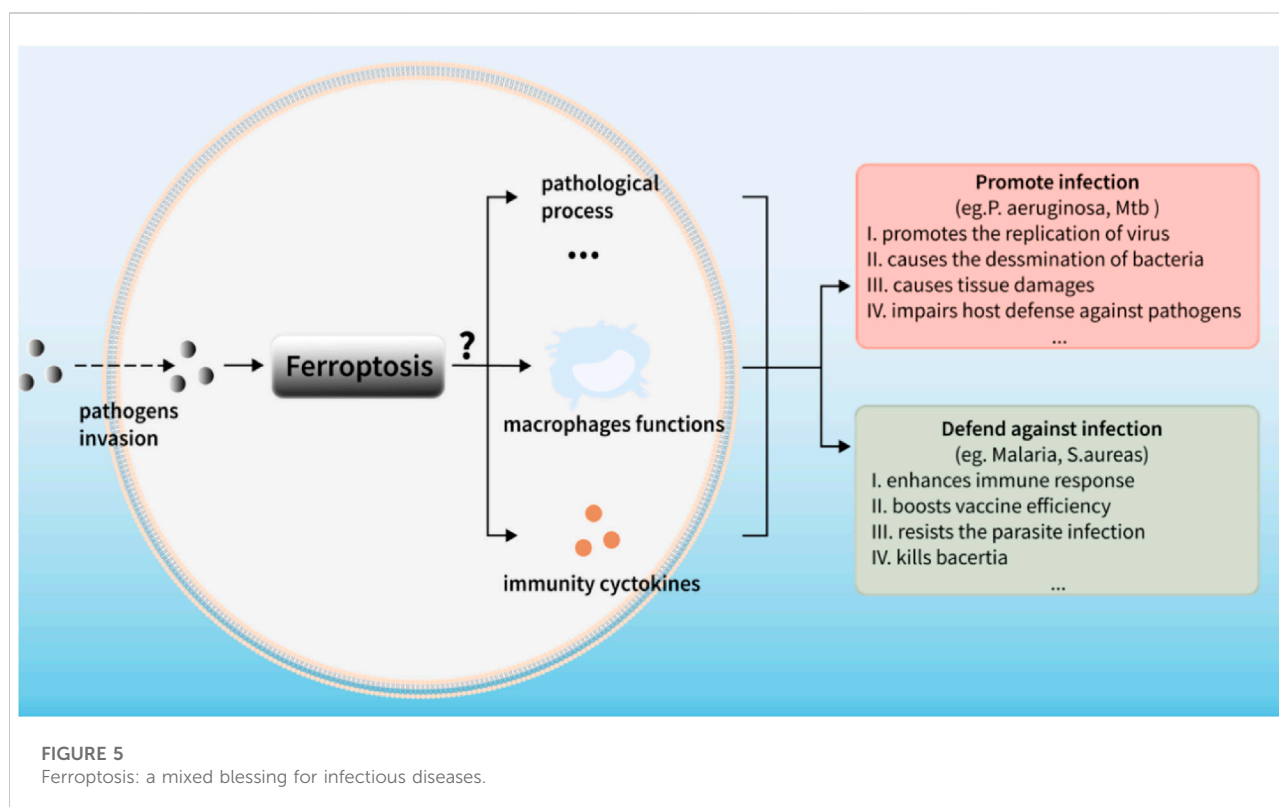 pathogens
invasion
Ferroptosis
?
pathological
process
•••
macrophages functions
immunity cyctokines
Promote infection
(eg.P. aeruginosa, Mtb )
I. promotes the replication of virus
II. causes the dessmination of bacteria
III. causes tissue damages
IV. impairs host defense against pathogens
...
Defend against infection
(eg. Malaria, S.aureas)
I. enhances immune response
II. boosts vaccine efficiency
III. resists the parasite infection
IV. kills bacertia
...
FIGURE 5
Ferroptosis: a mixed blessing for infectious diseases.